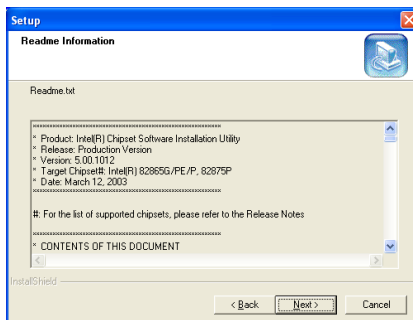 Setup
Readme Information
Readme.txt
* Product: Intel(R) Chipset Software Installation Utility
* Release: Production Version
* Version: 5.00.1012
* Target Chipset#: Intel(R) 82865G/PE/P, 82875P
* Date: March 12, 2003
#: For the list of supported chipsets, please refer to the Release Notes
* CONTENTS OF THIS DOCUMENT
InstallShield
< Back Next > Cancel